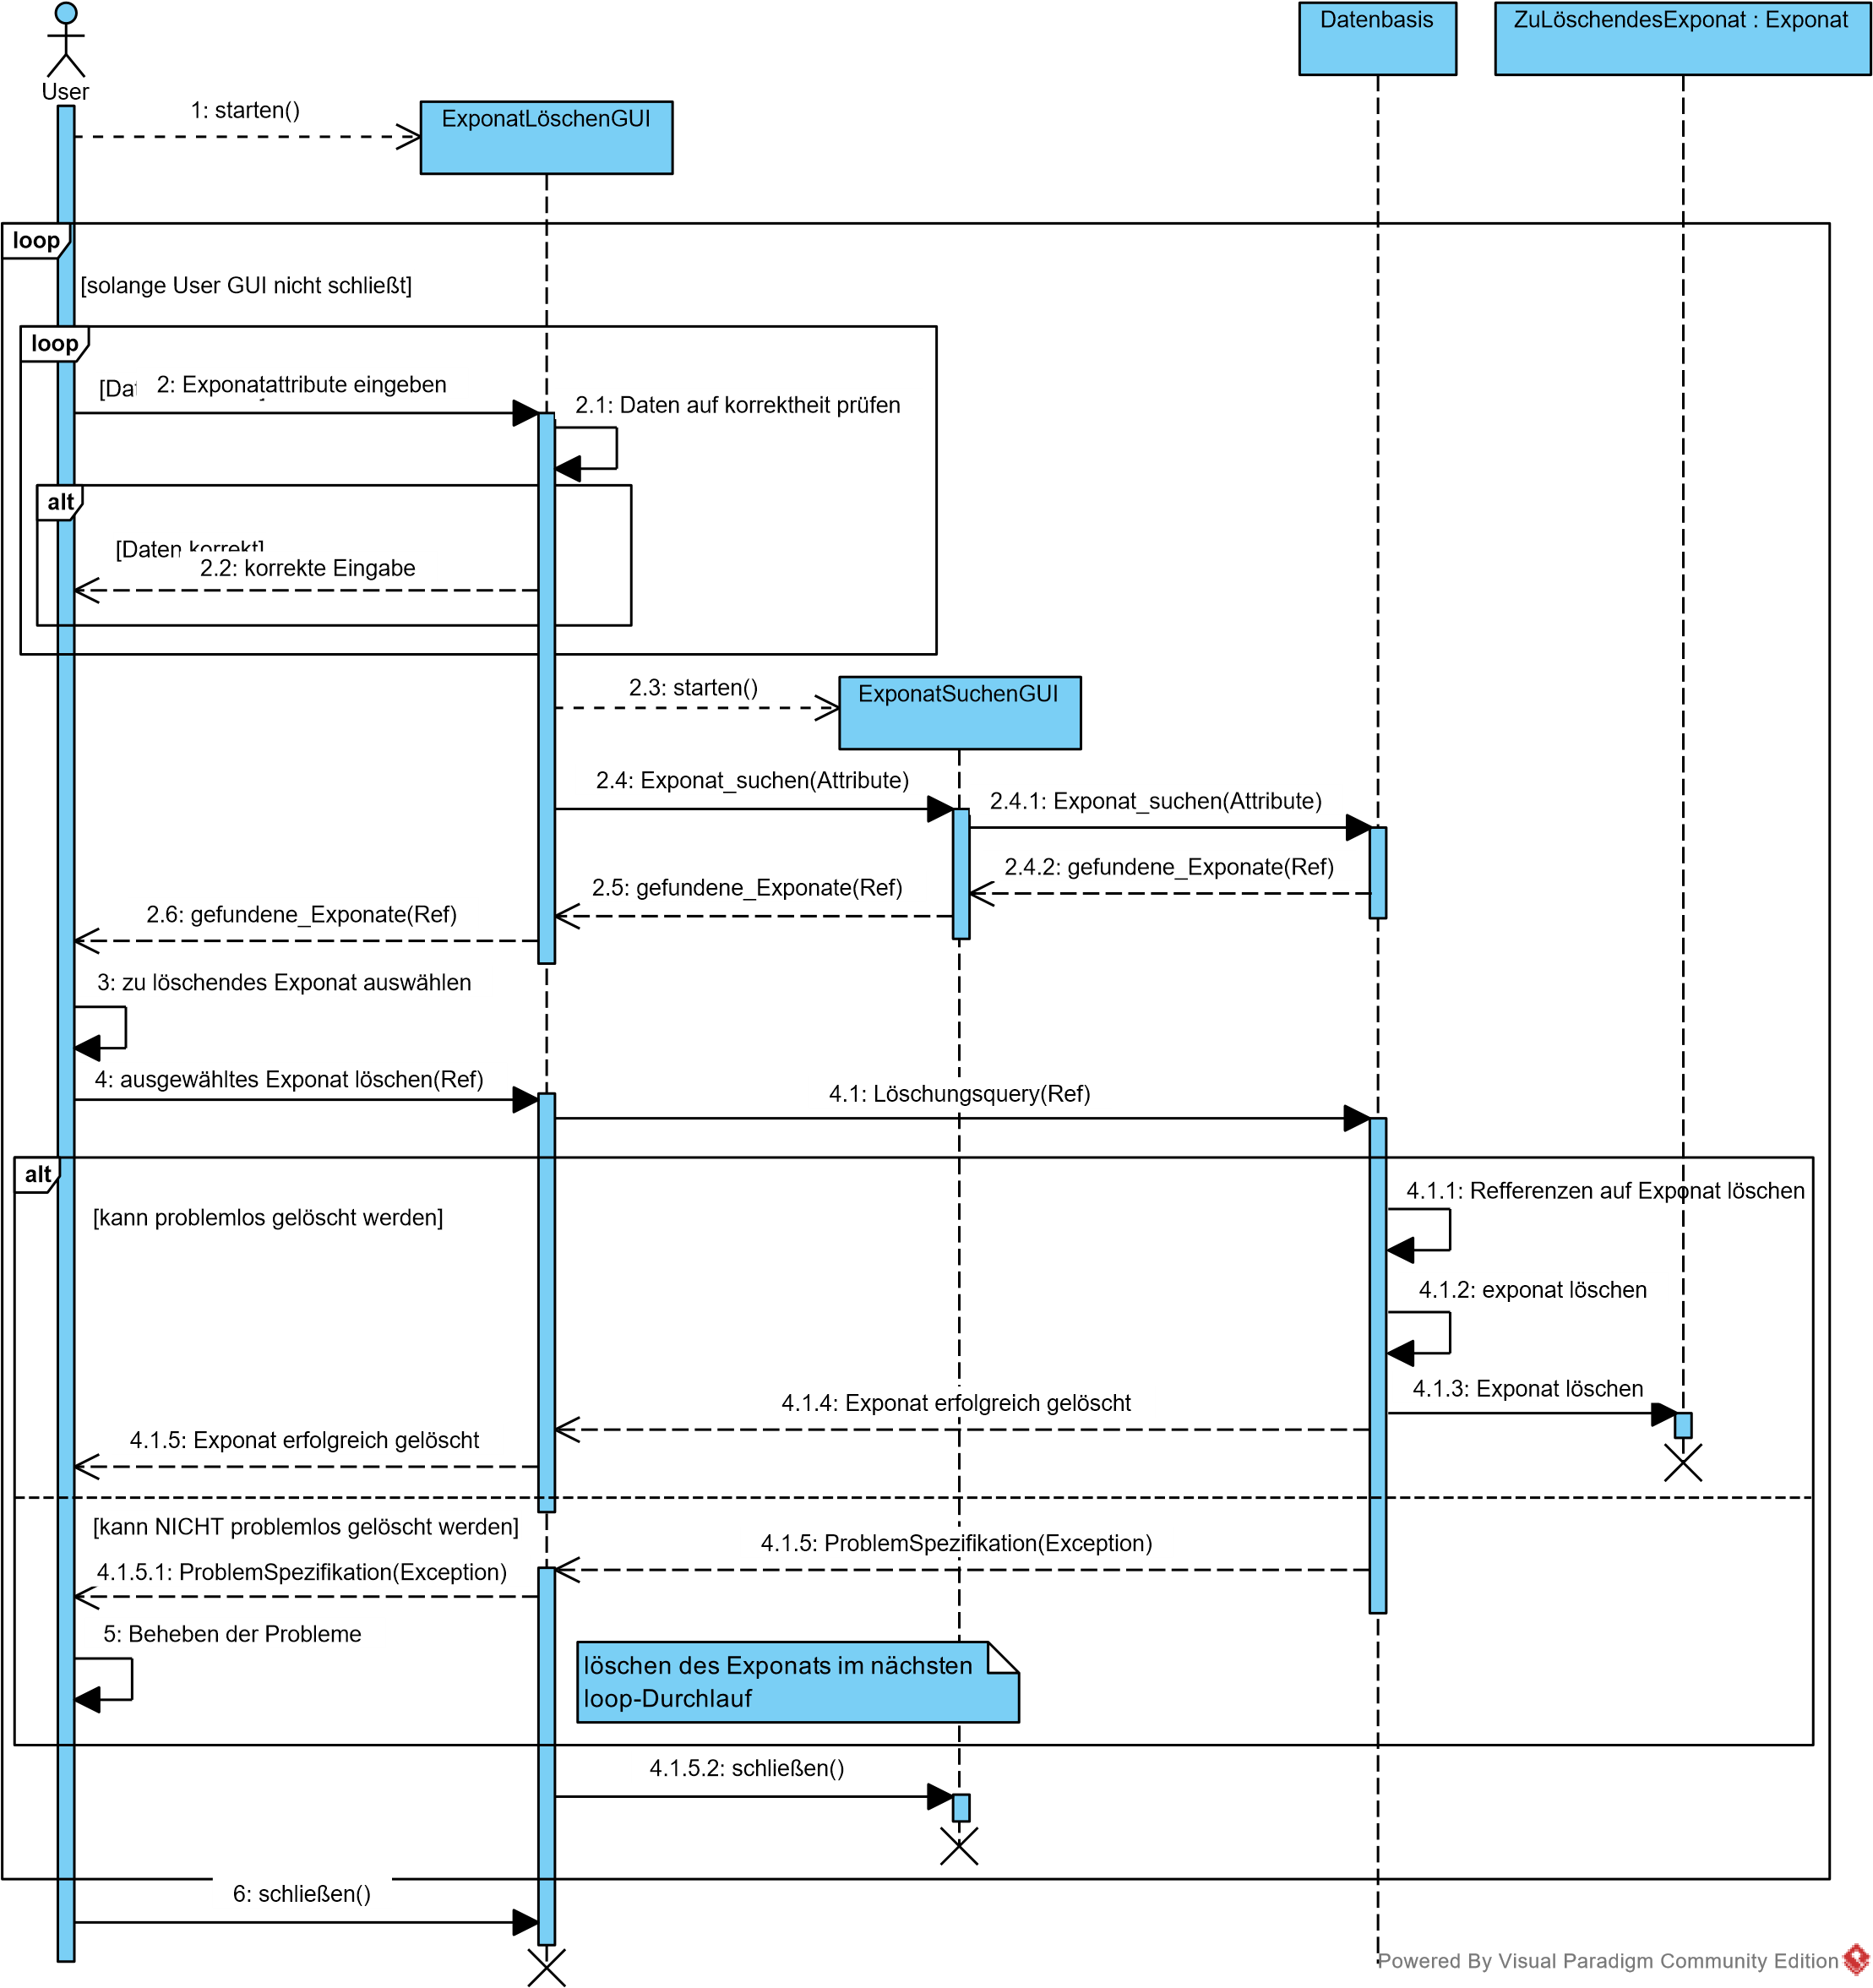 Datenbasis
ZuLöschendesExponat : Exponat
User
1: starten()
ExponatLöschenGUI
loop
[solange User GUI nicht schließt]
loop
2: Exponatattribute eingeben
2.1: Daten auf korrektheit prüfen
alt
[Daten korrekt]
2.2: korrekte Eingabe
2.3: starten()
ExponatSuchenGUI
2.4: Exponat_suchen(Attribute)
2.4.1: Exponat_suchen(Attribute)
2.4.2: gefundene_Exponate(Ref)
2.5: gefundene_Exponate(Ref)
2.6: gefundene_Exponate(Ref)
3: zu löschendes Exponat auswählen
4: ausgewähltes Exponat löschen(Ref)
4.1: Löschungsquery(Ref)
alt
4.1.1: Refferenzen auf Exponat löschen
[kann problemlos gelöscht werden]
4.1.2: exponat löschen
4.1.3: Exponat löschen
4.1.4: Exponat erfolgreich gelöscht
4.1.5: Exponat erfolgreich gelöscht
[kann NICHT problemlos gelöscht werden]
4.1.5: ProblemSpezifikation(Exception)
4.1.5.1: ProblemSpezifikation(Exception)
5: Beheben der Probleme
löschen des Exponats im nächsten
loop-Durchlauf
4.1.5.2: schließen()
6: schließen()
Powered By Visual Paradigm Community Edition